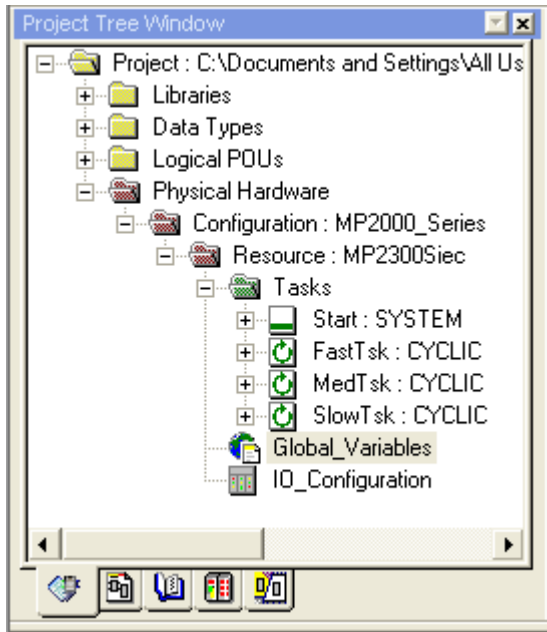 Project Tree Window
Project : C:\Documents and Settings\All Us
Libraries
Data Types
Logical POUs
Physical Hardware
Configuration : MP2000_Series
Resource : MP2300Siec
Tasks
Start : SYSTEM
FastTsk : CYCLIC
MedTsk : CYCLIC
SlowTsk : CYCLIC
Global_Variables
IO_Configuration